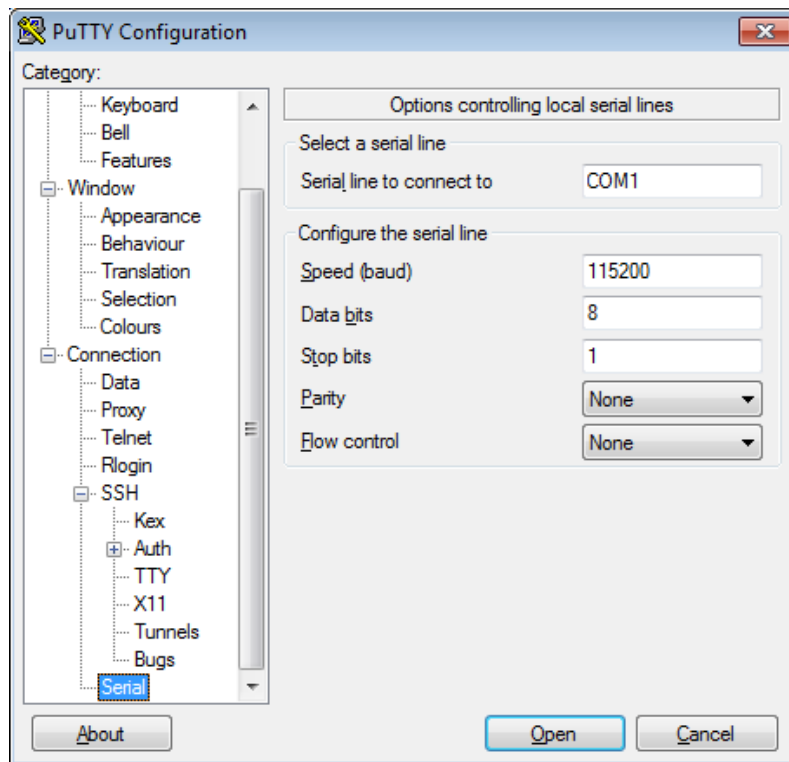 PuTTY Configuration
Category:
Keyboard
Bell
Features
Window
Appearance
Behaviour
Translation
Selection
Colours
Connection
Data
Proxy
Telnet
Rlogin
SSH
Kex
Auth
TTY
X11
Tunnels
Bugs
Serial
Options controlling local serial lines
Select a serial line
Serial line to connect to COM1
Configure the serial line
Speed (baud) 115200
Data bits 8
Stop bits 1
Parity None
Flow control None
About Open Cancel